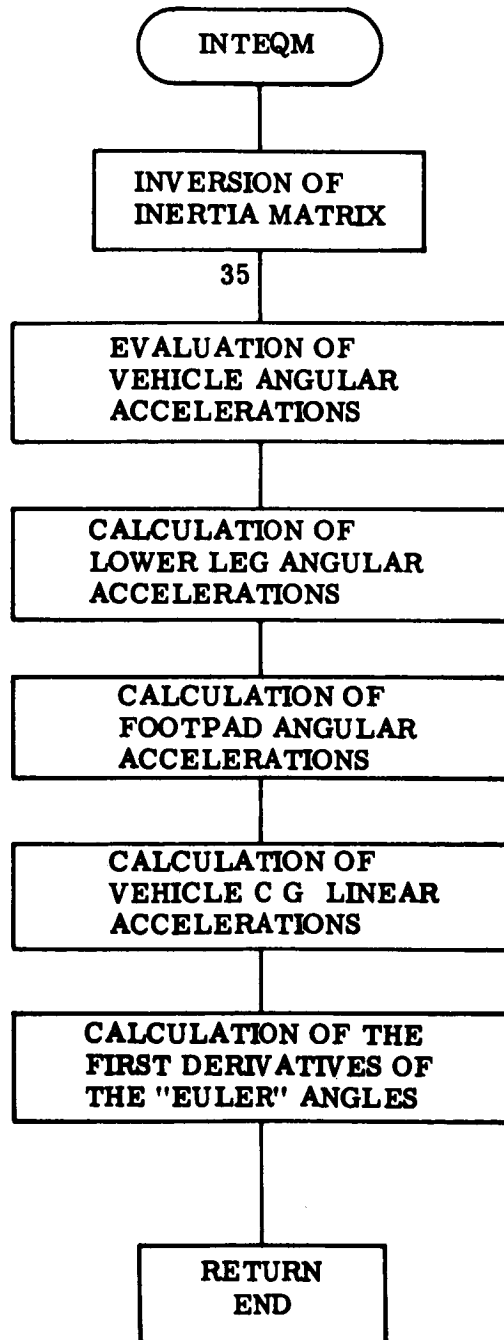 INTEQM
INVERSION OF
INERTIA MATRIX
35
EVALUATION OF
VEHICLE ANGULAR
ACCELERATIONS
CALCULATION OF
LOWER LEG ANGULAR
ACCELERATIONS
CALCULATION OF
FOOTPAD ANGULAR
ACCELERATIONS
CALCULATION OF
VEHICLE C G LINEAR
ACCELERATIONS
CALCULATION OF THE
FIRST DERIVATIVES OF
THE "EULER" ANGLES
RETURN
END